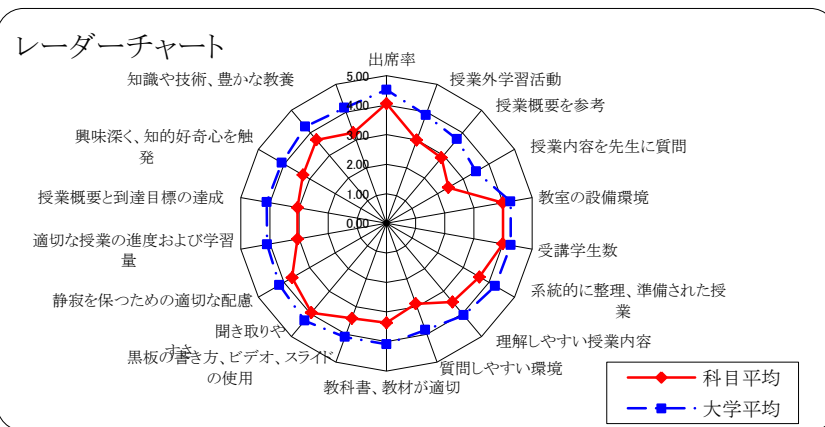 レーダーチャート
出席率
5.00
4.00
3.00
2.00
1.00
0.00
授業外学習活動
授業概要を参考
授業内容を先生に質問
教室の設備環境
受講学生数
系統的に整理、準備された授
業
理解しやすい授業内容
質問しやすい環境
教科書、教材が適切
黒板の書き方、ビデオ、スライド
の使用
聞き取りや
すさ
静寂を保つための適切な配慮
適切な授業の進度および学習
量
授業概要と到達目標の達成
興味深く、知的好奇心を触
発
知識や技術、豊かな教養
科目平均
大学平均